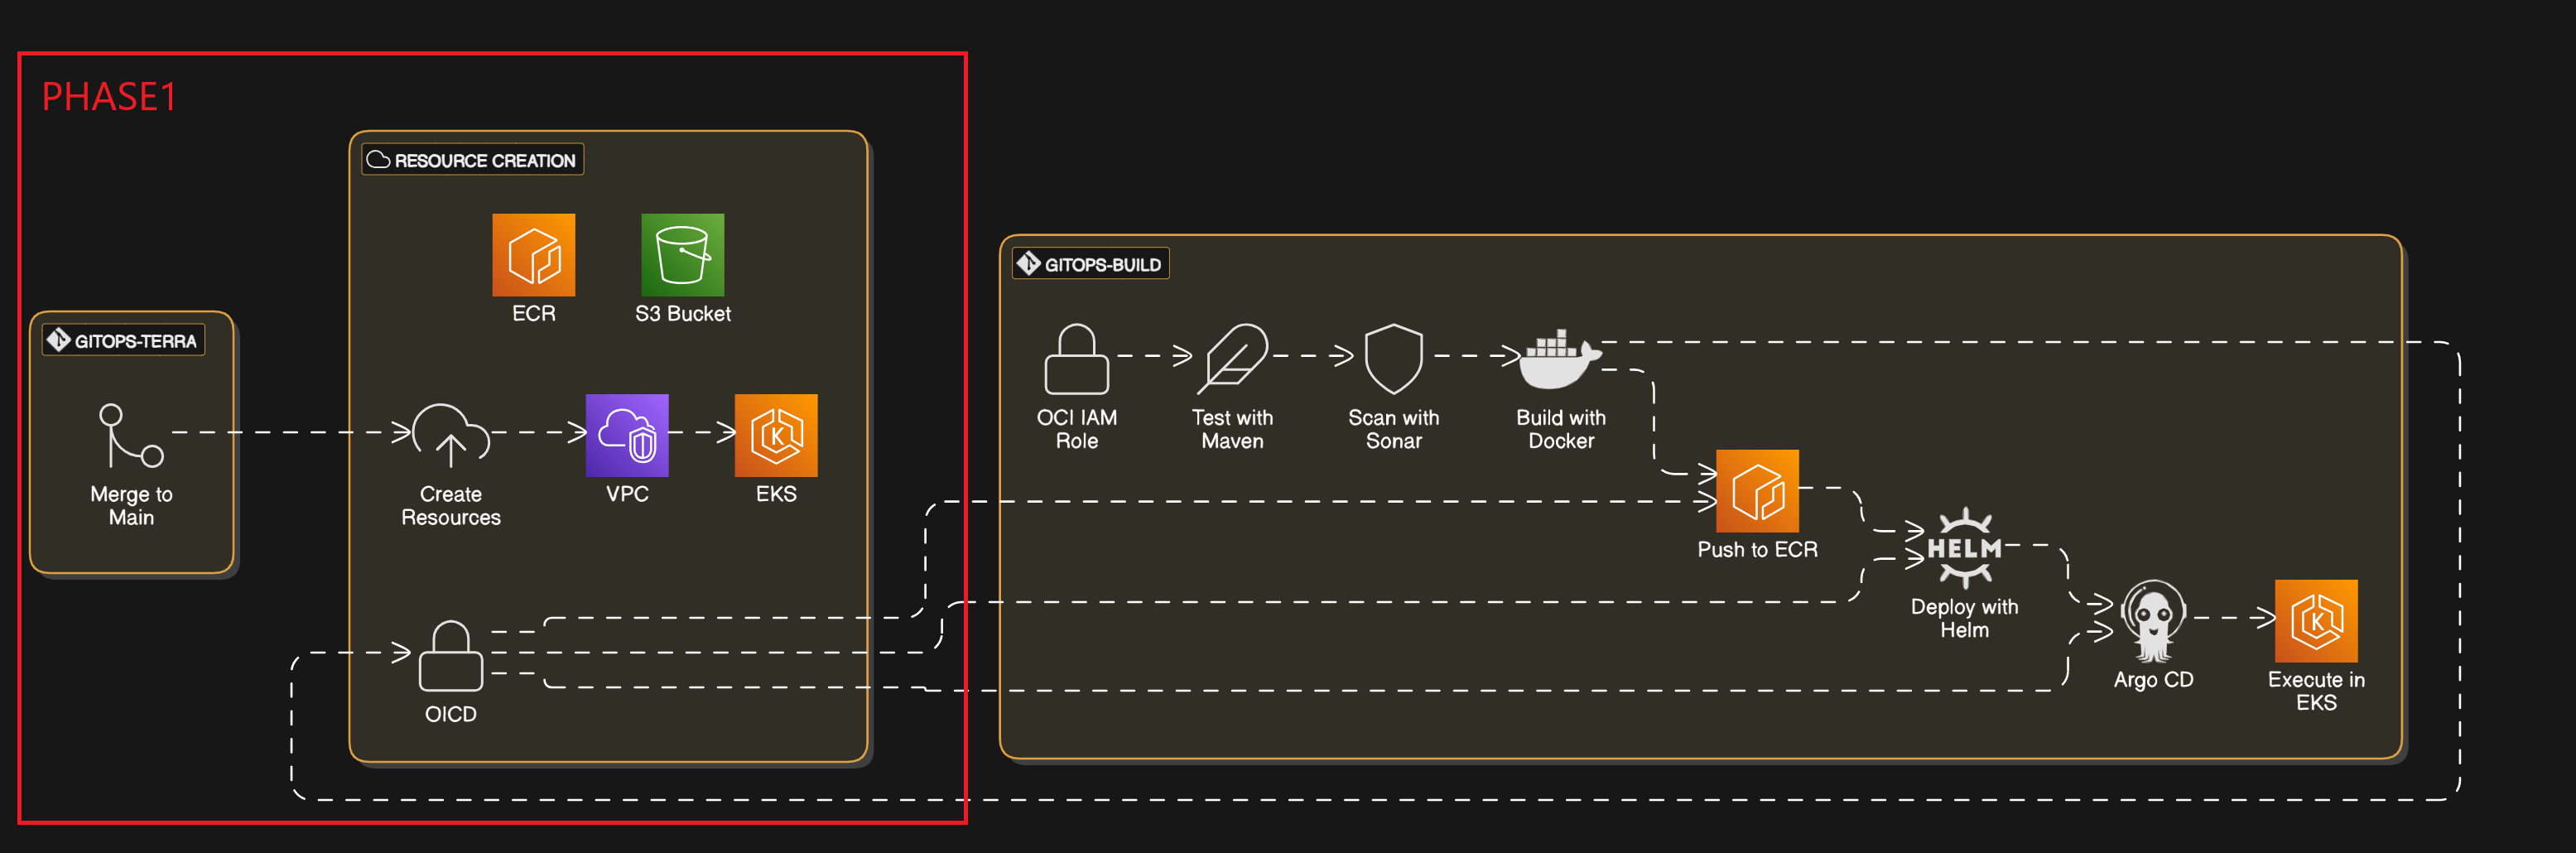 PHASE1
RESOURCE CREATION
ECR
S3 Bucket
GITOPS-TERRA
Merge to
Main
Create
Resources
VPC
EKS
OICD
GITOPS-BUILD
OCI IAM
Role
Test with
Maven
Scan with
Sonar
Build with
Docker
Push to ECR
HELM
Deploy with
Helm
Argo CD
Execute in
EKS